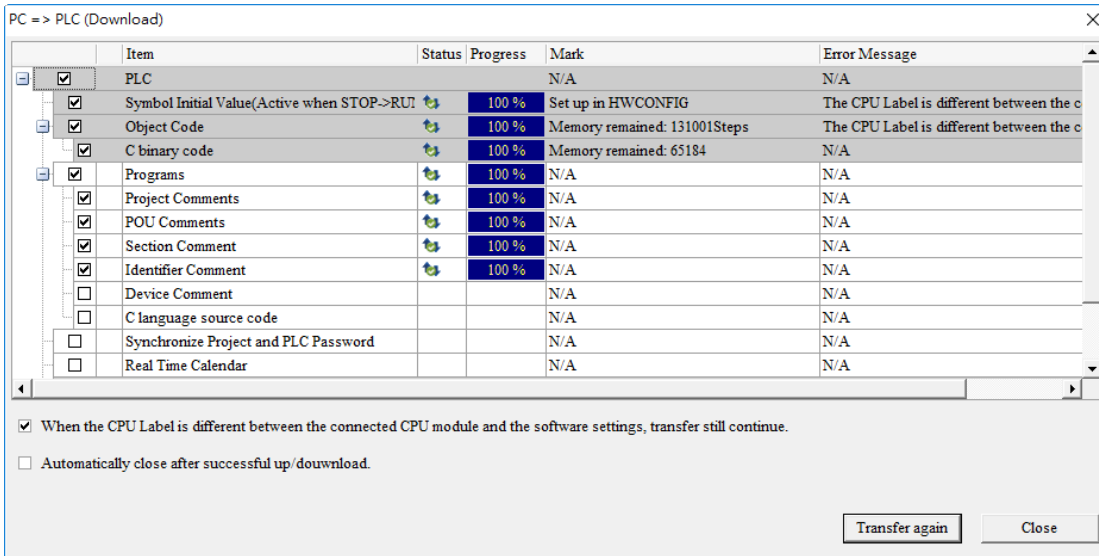 PC => PLC (Download)
Item Status Progress Mark Error Message
PLC N/A N/A
Symbol Initial Value(Active when STOP->RUN 100 % Set up in HWCONFIG The CPU Label is different between the c
Object Code 100 % Memory remained: 131001Steps The CPU Label is different between the c
C binary code 100 % Memory remained: 65184 N/A
Programs 100 % N/A N/A
Project Comments 100 % N/A N/A
POU Comments 100 % N/A N/A
Section Comment 100 % N/A N/A
Identifier Comment 100 % N/A N/A
Device Comment N/A N/A
C language source code N/A N/A
Synchronize Project and PLC Password N/A N/A
Real Time Calendar N/A N/A
When the CPU Label is different between the connected CPU module and the software settings, transfer still continue.
Automatically close after successful up/douwnload.
Transfer again Close